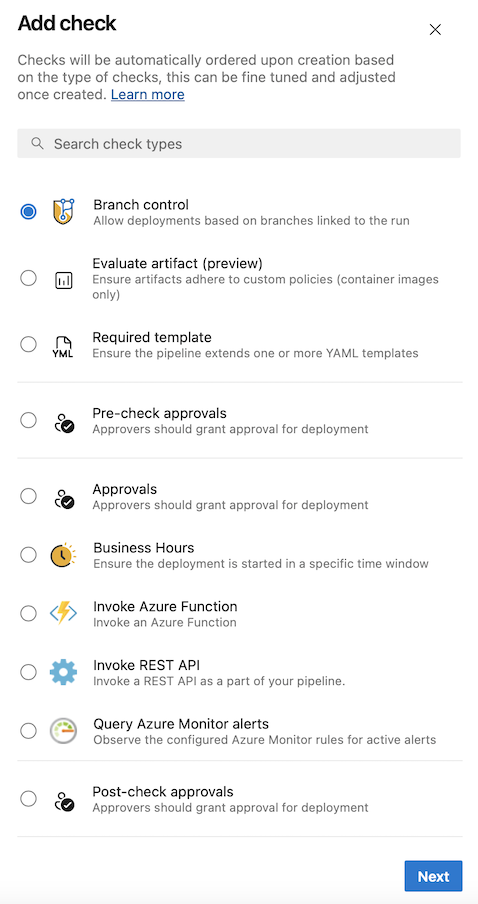 Add check
Checks will be automatically ordered upon creation based
on the type of checks, this can be fine tuned and adjusted
once created. Learn more
Search check types
Branch control
Allow deployments based on branches linked to the run
Evaluate artifact (preview)
Ensure artifacts adhere to custom policies (container images
only)
Required template
YML
Ensure the pipeline extends one or more YAML templates
Pre-check approvals
Approvers should grant approval for deployment
Approvals
Approvers should grant approval for deployment
Business Hours
Ensure the deployment is started in a specific time window
Invoke Azure Function
Invoke an Azure Function
Invoke REST API
Invoke a REST API as a part of your pipeline.
Query Azure Monitor alerts
Observe the configured Azure Monitor rules for active alerts
Post-check approvals
Approvers should grant approval for deployment
Next